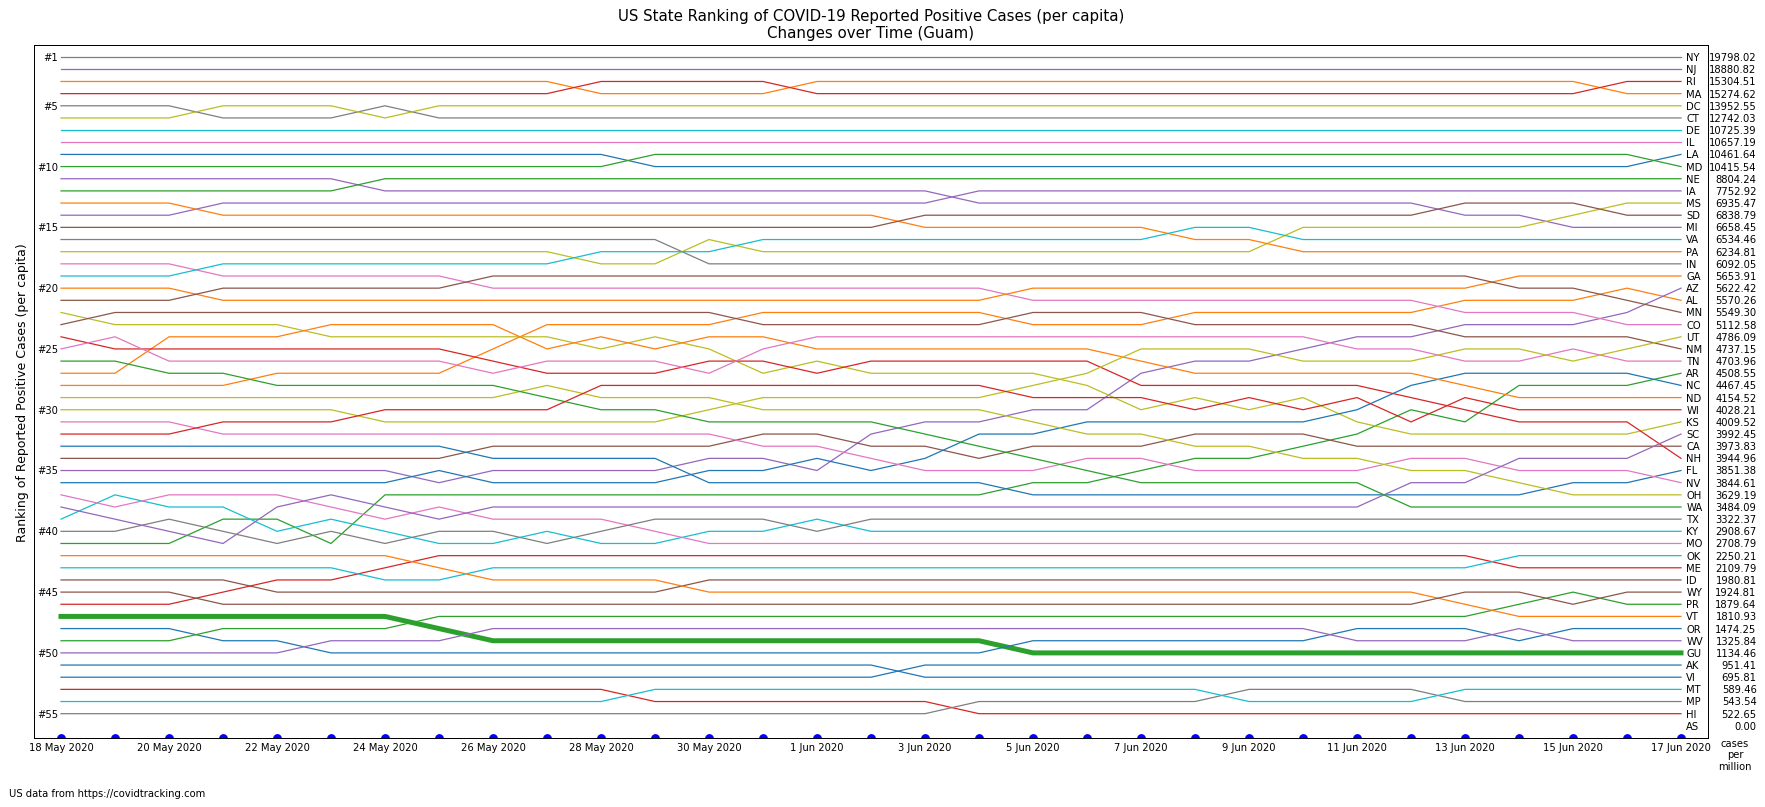 US State Ranking of COVID-19 Reported Positive Cases (per capita)
Changes over Time (Guam)
Ranking of Reported Positive Cases (per capita)
#1
#5
#10
#15
#20
#25
#30
#35
#40
#45
#50
#55
NY 19798.02
NJ 18880.82
RI 15304.51
MA 15274.62
DC 13952.55
CT 12742.03
DE 10725.39
IL 10657.19
LA 10461.64
MD 10415.54
NE 8804.24
IA 7752.92
MS 6935.47
SD 6838.79
MI 6658.45
VA 6534.46
PA 6234.81
IN 6092.05
GA 5653.91
AZ 5622.42
AL 5570.26
MN 5549.30
CO 5112.58
UT 4786.09
NM 4737.15
TN 4703.96
AR 4508.55
NC 4467.45
ND 4154.52
WI 4028.21
KS 4009.52
SC 3992.45
CA 3973.83
NH 3944.96
FL 3851.38
NV 3844.61
OH 3629.19
WA 3484.09
TX 3322.37
KY 2908.67
MO 2708.79
OK 2250.21
ME 2109.79
ID 1980.81
WY 1924.81
PR 1879.64
VT 1810.93
OR 1474.25
WV 1325.84
GU 1134.46
AK 951.41
VI 695.81
MT 589.46
MP 543.54
HI 522.65
AS 0.00
18 May 2020 20 May 2020 22 May 2020 24 May 2020 26 May 2020 28 May 2020 30 May 2020 1 Jun 2020 3 Jun 2020 5 Jun 2020 7 Jun 2020 9 Jun 2020 11 Jun 2020 13 Jun 2020 15 Jun 2020 17 Jun 2020
cases
per
million
US data from https://covidtracking.com